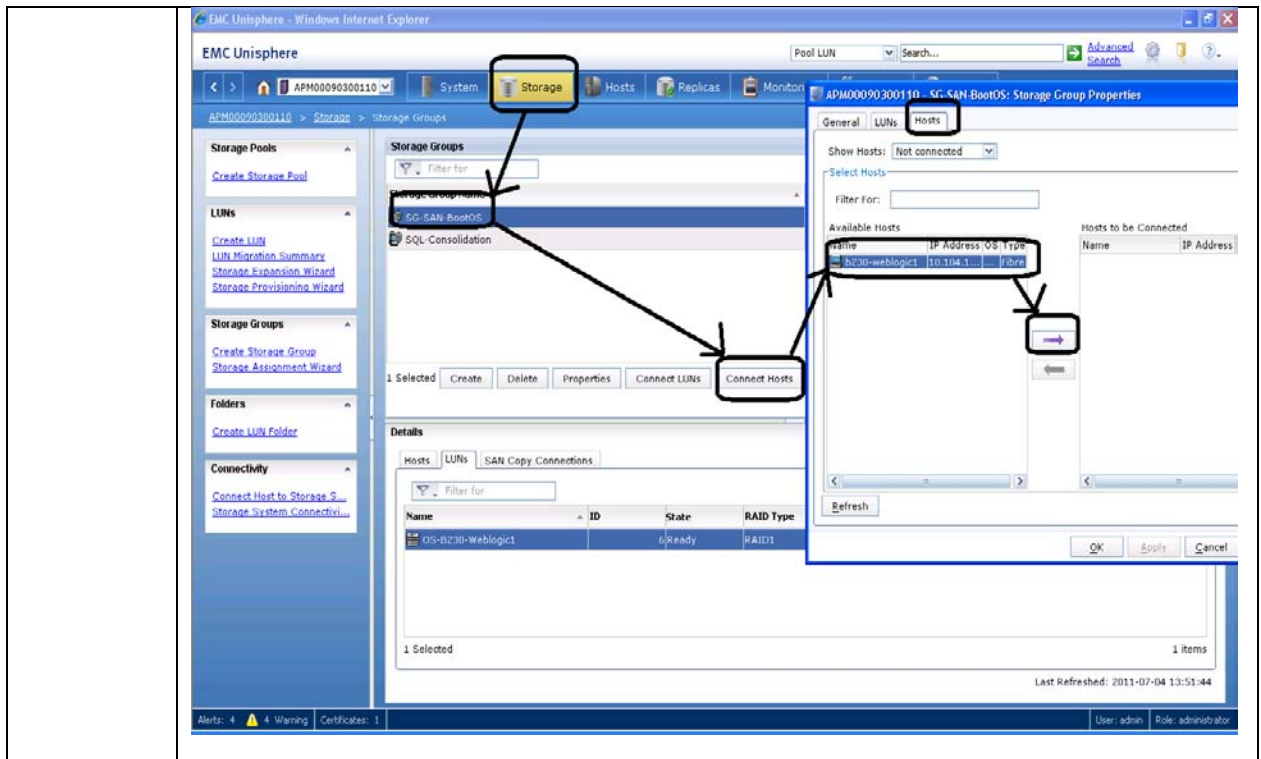 EMC Unisphere - Windows Internet Explorer
EMC Unisphere
Pool LUN
Search...
Advanced Search
APM00090300110
System
Storage
Hosts
Replicas
APM00090300110 > Storage > Storage Groups
Storage Pools
Create Storage Pool
LUNs
Create LUN
LUN Migration Summary
Storage Expansion Wizard
Storage Provisioning Wizard
Storage Groups
Create Storage Group
Storage Assignment Wizard
Folders
Create LUN Folder
Connectivity
Connect Host to Storage S...
Storage System Connectivi...
Storage Groups
Filter for
SG-SAN-BootOS
SQL-Consolidation
1 Selected Create Delete Properties Connect LUNs Connect Hosts
Details
Hosts LUNs SAN Copy Connections
Filter for
Name ID State RAID Type
OS-B230-Weblogic1 6 Ready RAID1
1 Selected 1 items
Last Refreshed: 2011-07-04 13:51:44
APM00090300110 - SG-SAN-BootOS: Storage Group Properties
General LUNs Hosts
Show Hosts: Not connected
Select Hosts
Filter For:
Available Hosts
Name IP Address OS Type
b230-weblogic1 10.104.1... ... Fibre
Hosts to be Connected
Name IP Address
Refresh
OK Apply Cancel
Alerts: 4 4 Warning Certificates: 1 User: admin Role: administrator